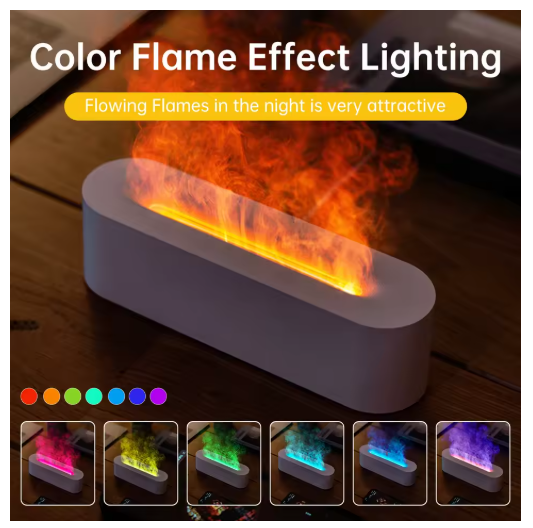 Color Flame Effect Lighting
Flowing Flames in the night is very attractive